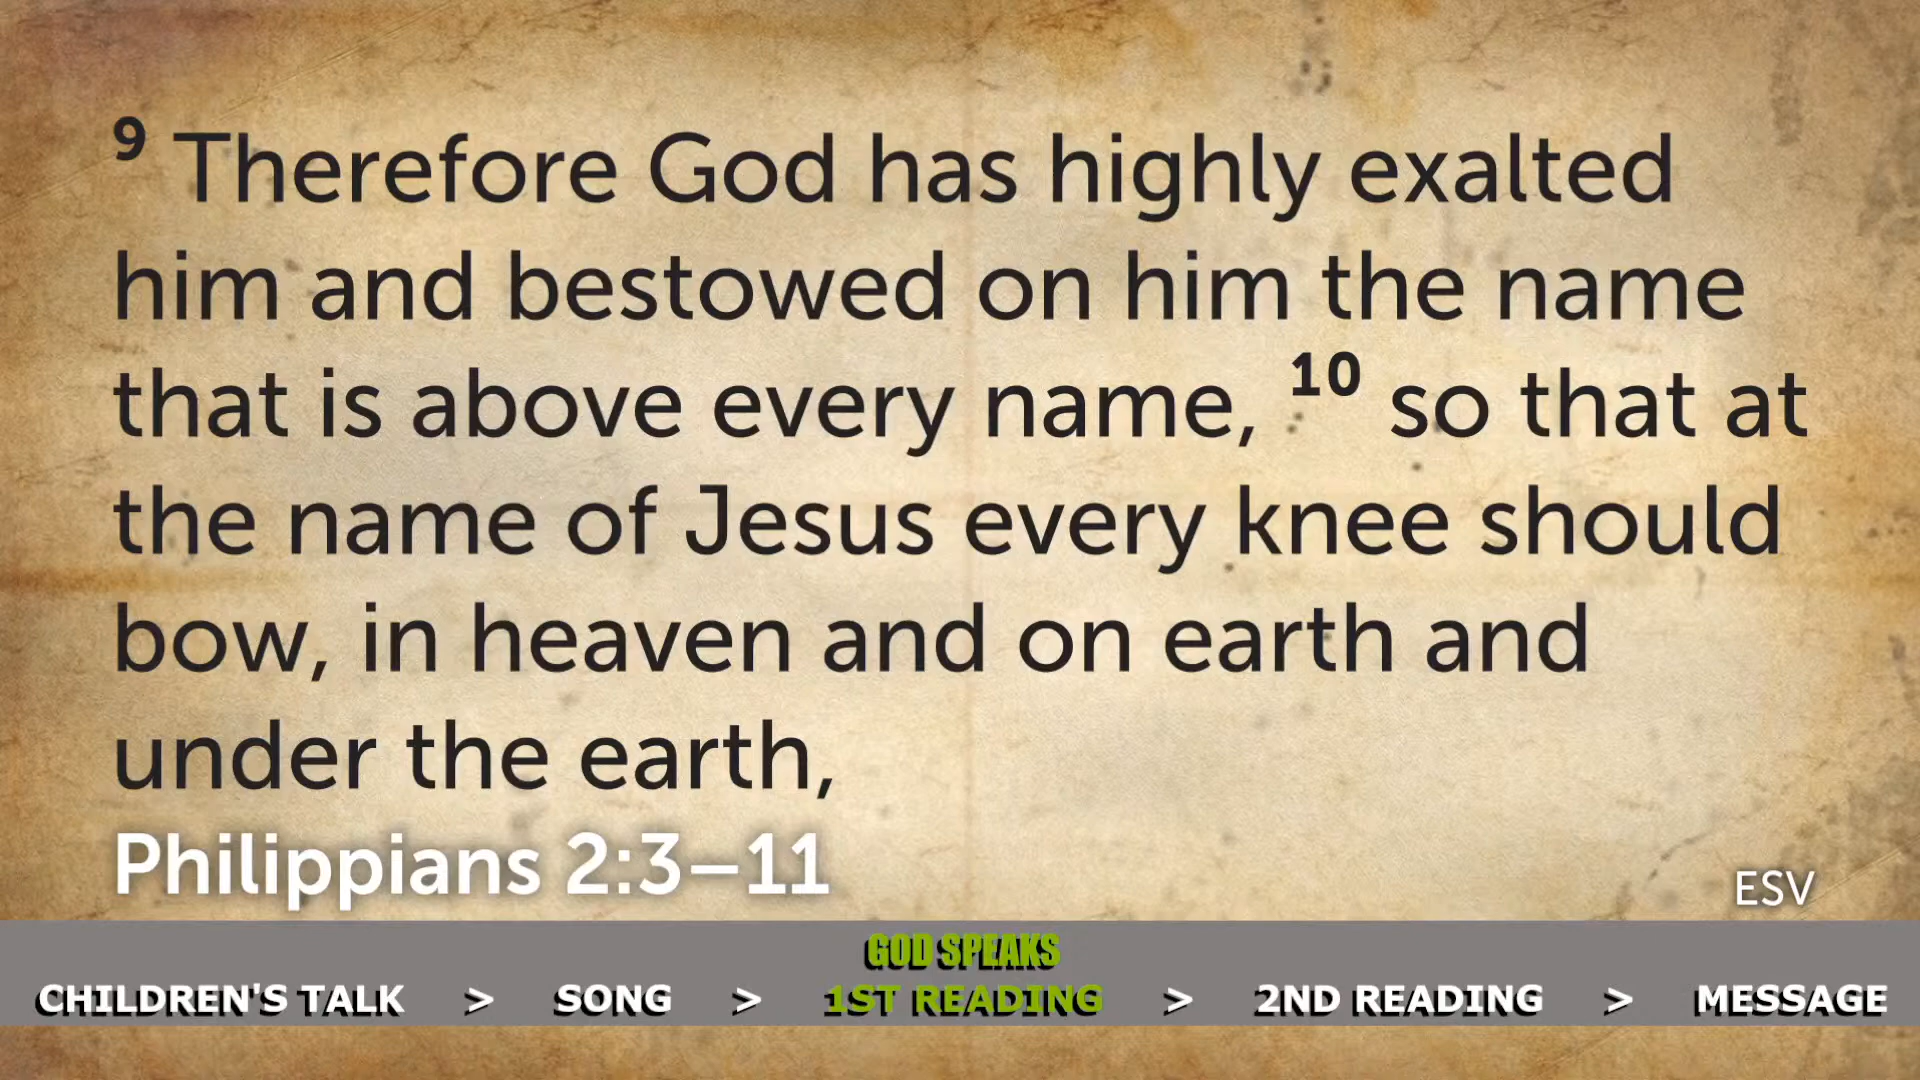 9 Therefore God has highly exalted
him and bestowed on him the name
that is above every name, 10 so that at
the name of Jesus every knee should
bow, in heaven and on earth and
under the earth,
Philippians 2:3–11
ESV
GOD SPEAKS
CHILDREN'S TALK > SONG > 1ST READING > 2ND READING > MESSAGE